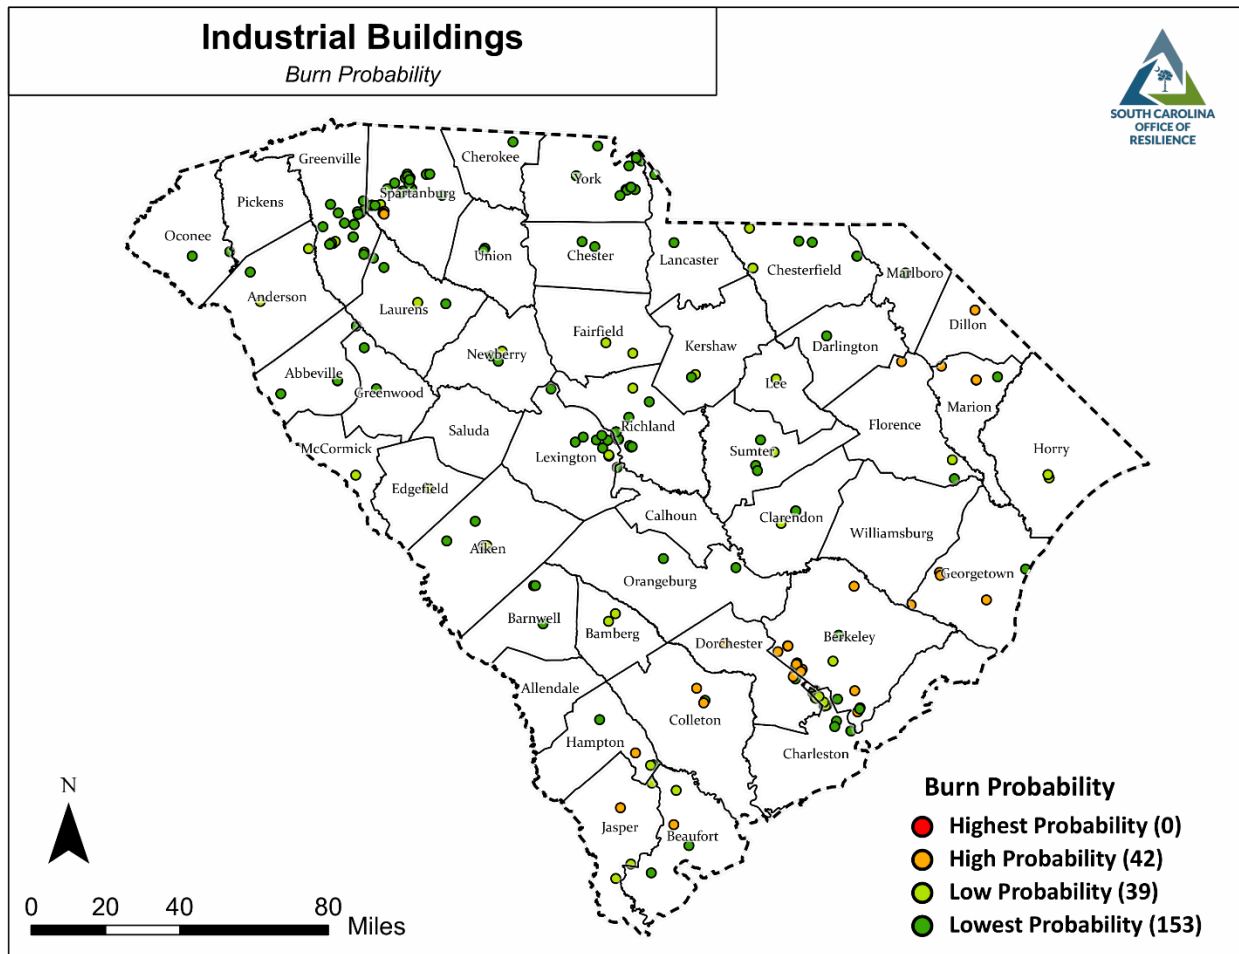 Industrial Buildings
Burn Probability
SOUTH CAROLINA
OFFICE OF
RESILIENCE
Cherokee
Greenville
York
Spartanburg
Pickens
Oconee
Union
Chester
Lancaster
Chesterfield
Marlboro
Anderson
Laurens
Dillon
Fairfield
Kershaw
Darlington
Newberry
Abbeville
Greenwood
Lee
Marion
Saluda
Richland
Florence
McCormick
Lexington
Sumter
Horry
Edgefield
Calhoun
Clarendon
Williamsburg
Aiken
Orangeburg
Georgetown
Barnwell
Bamberg
Dorchester
Berkeley
Allendale
Colleton
Hampton
Charleston
Jasper
Beaufort
N
0 20 40 80 Miles
Burn Probability
Highest Probability (0)
High Probability (42)
Low Probability (39)
Lowest Probability (153)